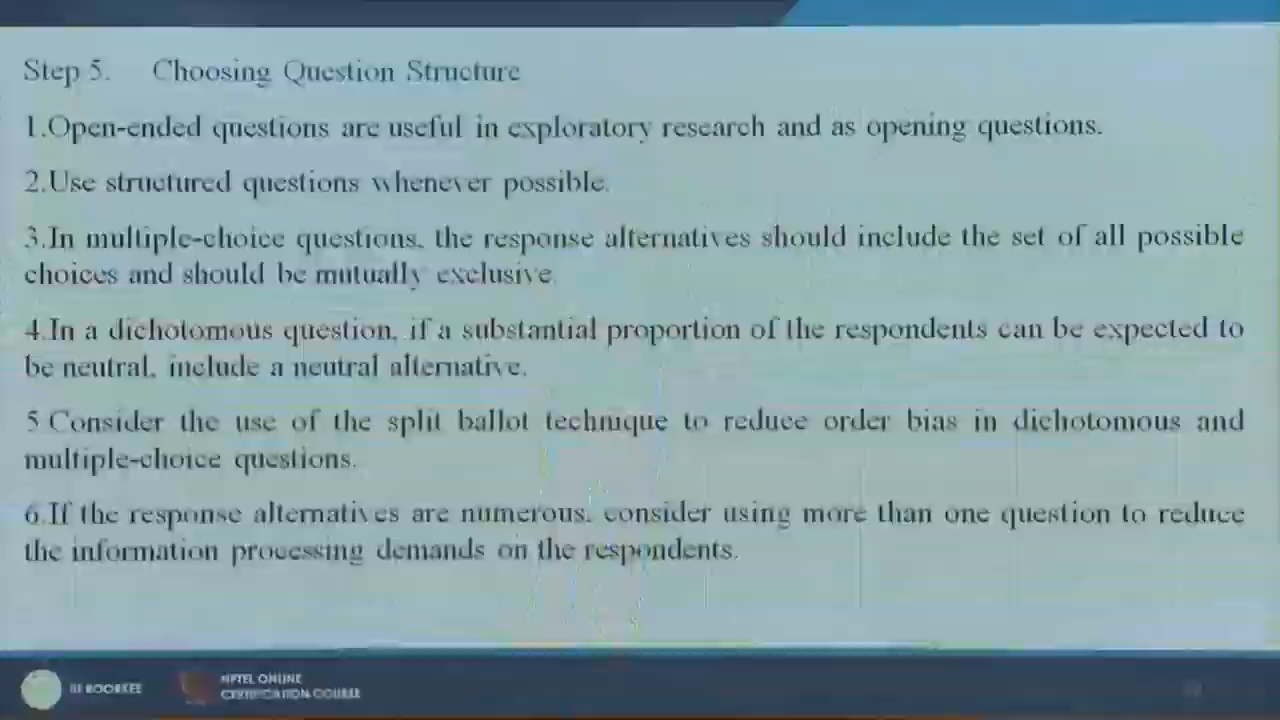 Step 5. Choosing Question Structure
1.Open-ended questions are useful in exploratory research and as opening questions.
2.Use structured questions whenever possible.
3.In multiple-choice questions, the response alternatives should include the set of all possible
choices and should be mutually exclusive.
4.In a dichotomous question, if a substantial proportion of the respondents can be expected to
be neutral, include a neutral alternative.
5 Consider the use of the split ballot technique to reduce order bias in dichotomous and
multiple-choice questions.
6.If the response alternatives are numerous, consider using more than one question to reduce
the information processing demands on the respondents.
IIT ROORKEE
NPTEL ONLINE
CERTIFICATION COURSE